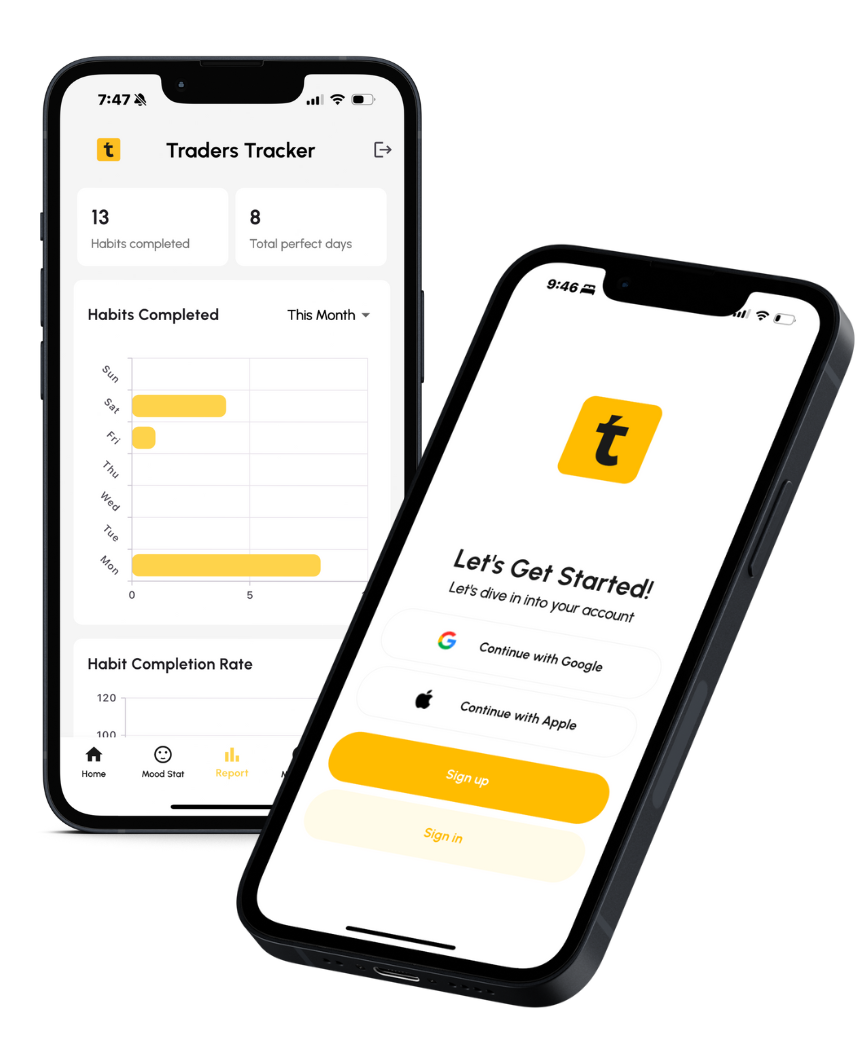 7:47
t
Traders Tracker
13
Habits completed
8
Total perfect days
Habits Completed
This Month
Sun
Sat
Fri
Thu
Wed
Tue
Mon
0 5
Habit Completion Rate
120
100
Home
Mood Stat
Report
9:46
t
Let's Get Started!
Let's dive in into your account
Continue with Google
Continue with Apple
Sign up
Sign in